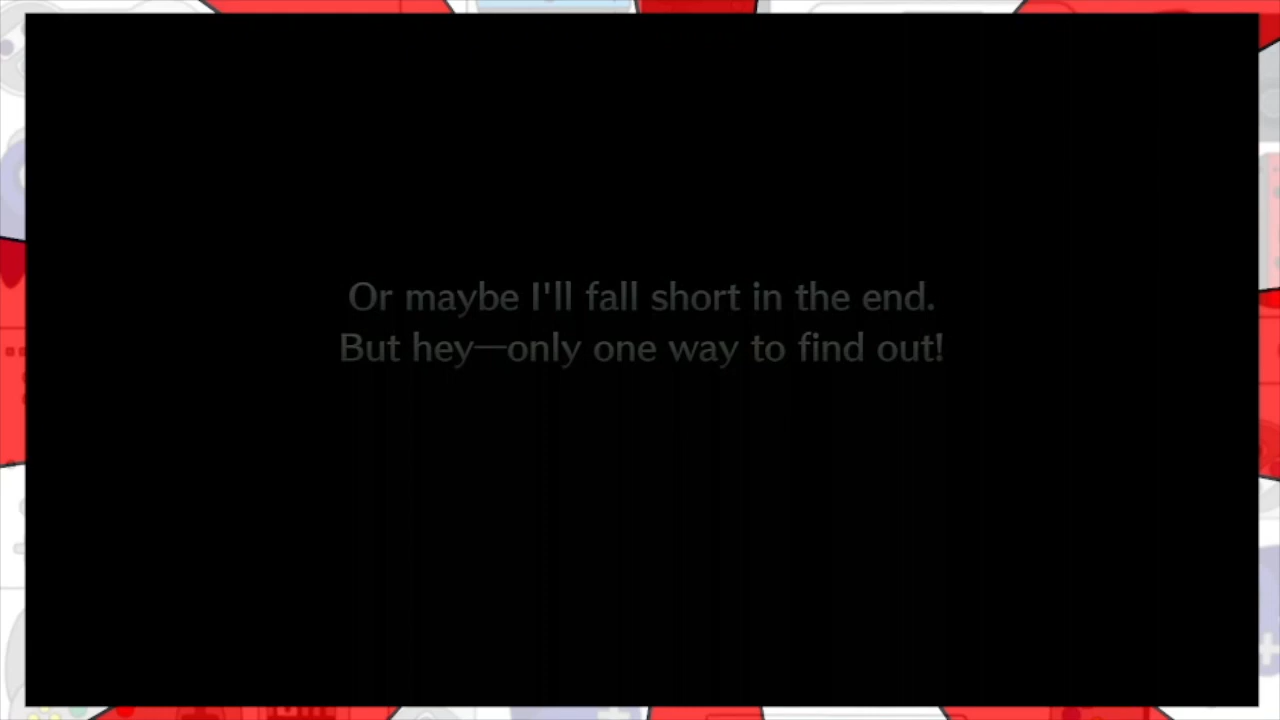 Or maybe I'll fall short in the end.
But hey—only one way to find out!